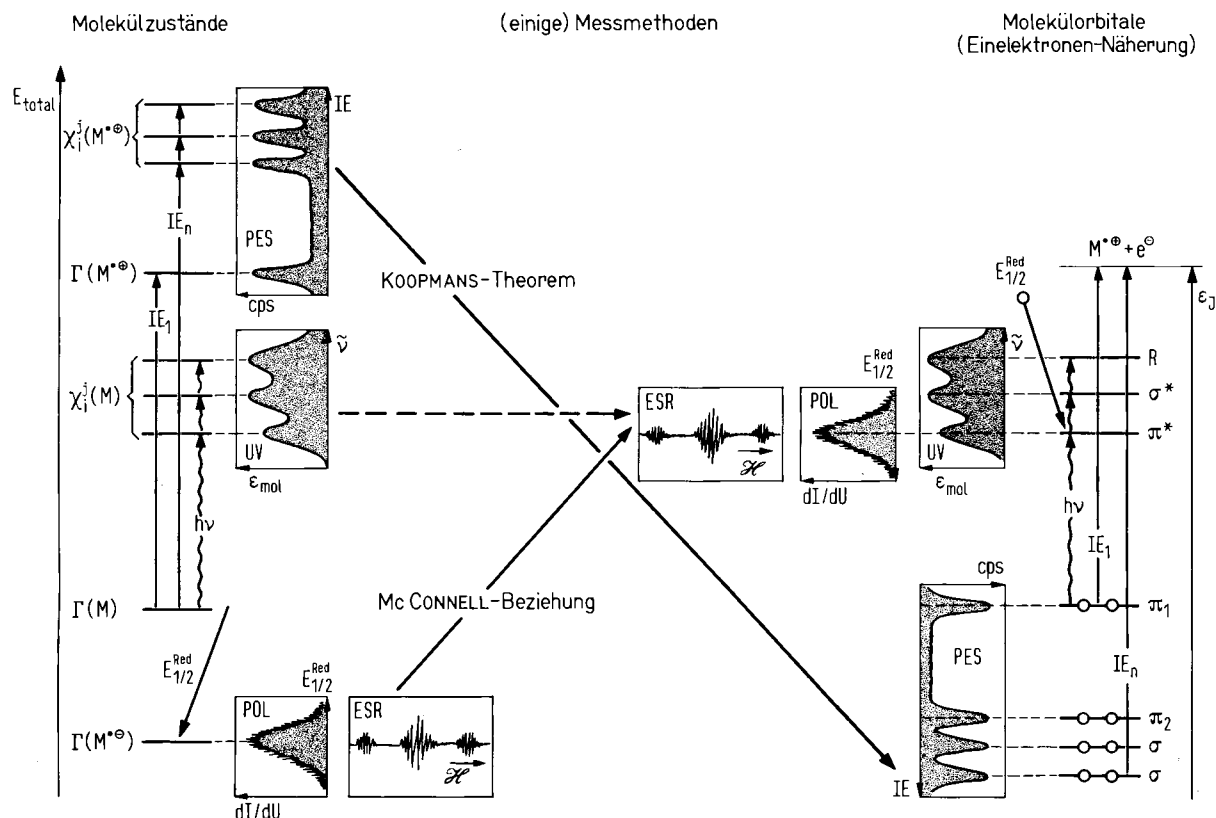 Molekülzustände
(einige) Messmethoden
Molekülorbitale
(Einelektronen-Näherung)
E_total
χ_i^j(M•⊕)
IE_n
PES
IE
cps
Γ(M•⊕)
IE_1
KOOPMANS-Theorem
χ_i^j(M)
ν̃
UV
ε_mol
hν
Γ(M)
Mc CONNELL-Beziehung
E_1/2^Red
Γ(M•⊖)
POL
E_1/2^Red
dI/dU
ESR
ℋ
ESR
ℋ
POL
E_1/2^Red
dI/dU
ν̃
UV
ε_mol
M•⊕ + e⊖
E_1/2^Red
ε_J
R
σ*
π*
hν
IE_1
cps
π_1
PES
IE_n
π_2
σ
σ
IE